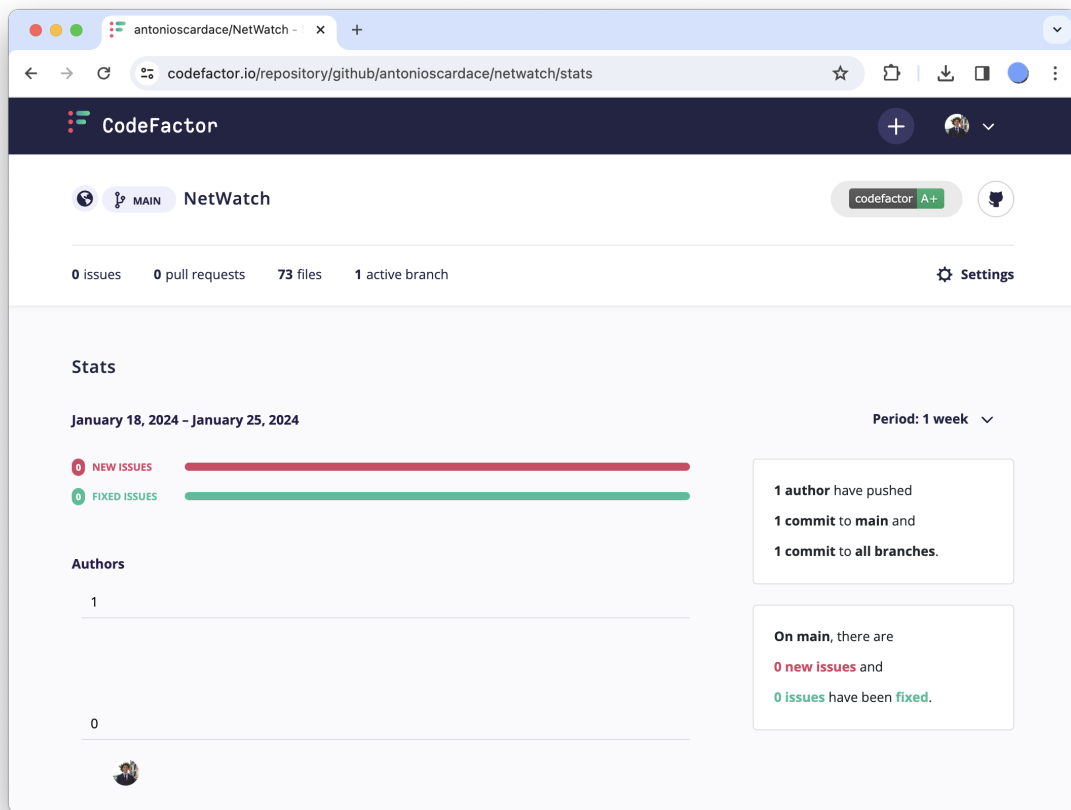 antonioscardace/NetWatch -
codefactor.io/repository/github/antonioscardace/netwatch/stats
CodeFactor
MAIN NetWatch
codefactor A+
0 issues 0 pull requests 73 files 1 active branch
Settings
Stats
January 18, 2024 – January 25, 2024
Period: 1 week
0 NEW ISSUES
0 FIXED ISSUES
1 author have pushed
1 commit to main and
1 commit to all branches.
Authors
1
0
On main, there are
0 new issues and
0 issues have been fixed.